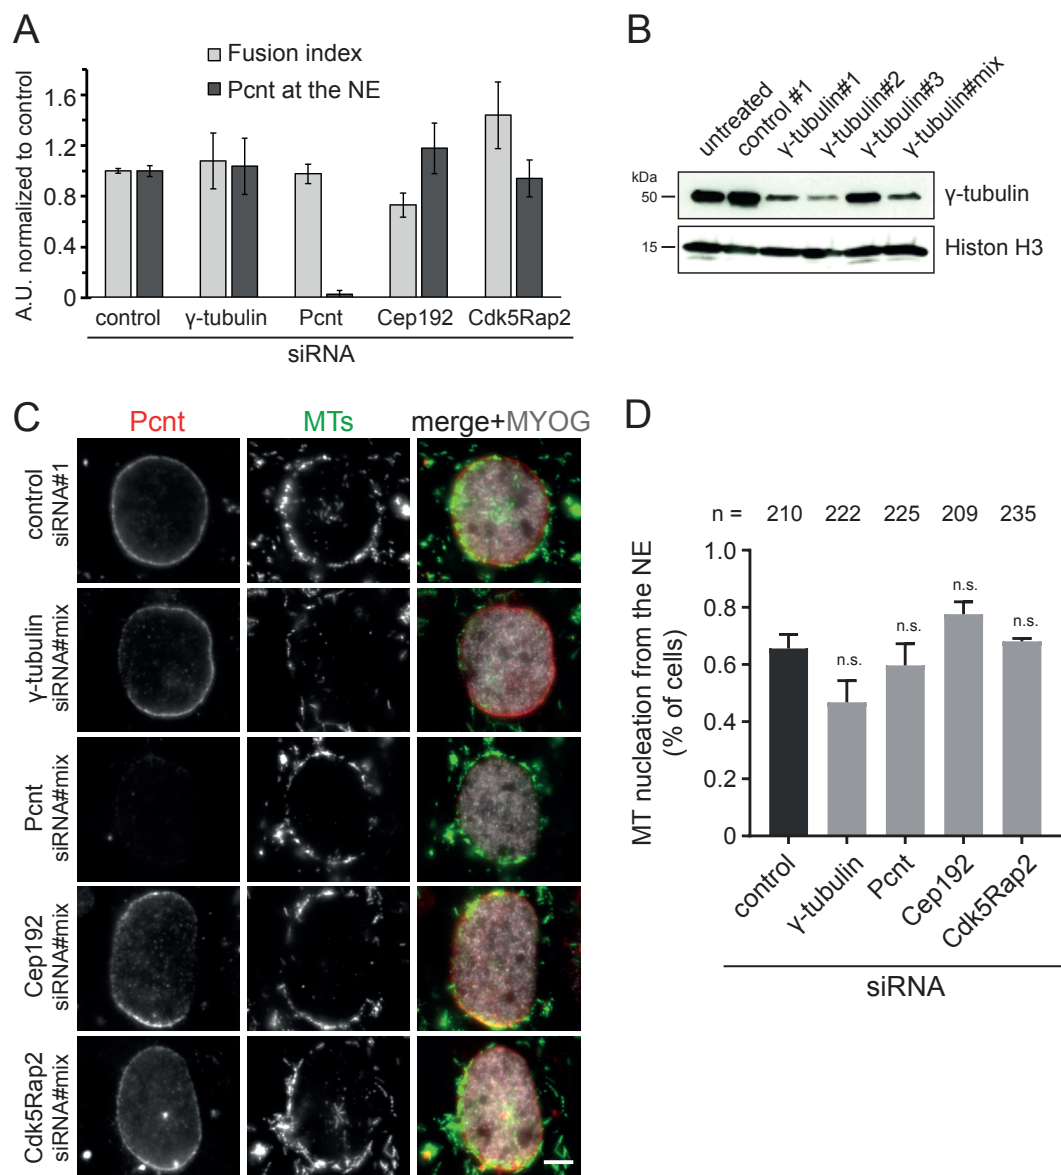 A
Fusion index
Pcnt at the NE
A.U. normalized to control
1.6
1.2
0.8
0.4
0
control
γ-tubulin
Pcnt
Cep192
Cdk5Rap2
siRNA
B
untreated
control #1
γ-tubulin#1
γ-tubulin#2
γ-tubulin#3
γ-tubulin#mix
kDa
50
γ-tubulin
15
Histon H3
C
Pcnt
MTs
merge+MYOG
control
siRNA#1
γ-tubulin
siRNA#mix
Pcnt
siRNA#mix
Cep192
siRNA#mix
Cdk5Rap2
siRNA#mix
D
n = 210 222 225 209 235
MT nucleation from the NE
(% of cells)
1.0
0.8
0.6
0.4
0.2
0
n.s.
n.s.
n.s.
n.s.
control
γ-tubulin
Pcnt
Cep192
Cdk5Rap2
siRNA